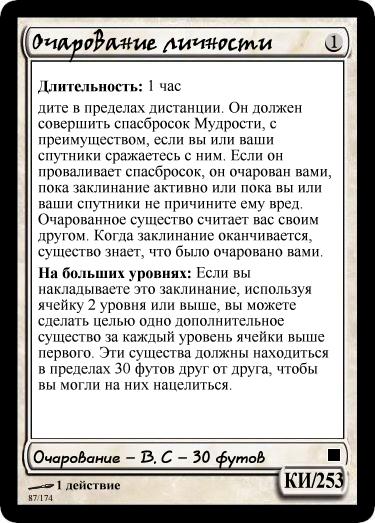 Очарование личности 1
Длительность: 1 час
дите в пределах дистанции. Он должен
совершить спасбросок Мудрости, с
преимуществом, если вы или ваши
спутники сражаетесь с ним. Если он
проваливает спасбросок, он очарован вами,
пока заклинание активно или пока вы или
ваши спутники не причините ему вред.
Очарованное существо считает вас своим
другом. Когда заклинание оканчивается,
существо знает, что было очаровано вами.
На больших уровнях: Если вы
накладываете это заклинание, используя
ячейку 2 уровня или выше, вы можете
сделать целью одно дополнительное
существо за каждый уровень ячейки выше
первого. Эти существа должны находиться
в пределах 30 футов друг от друга, чтобы
вы могли на них нацелиться.
Очарование – В, С – 30 футов
КИ/253
1 действие
87/174